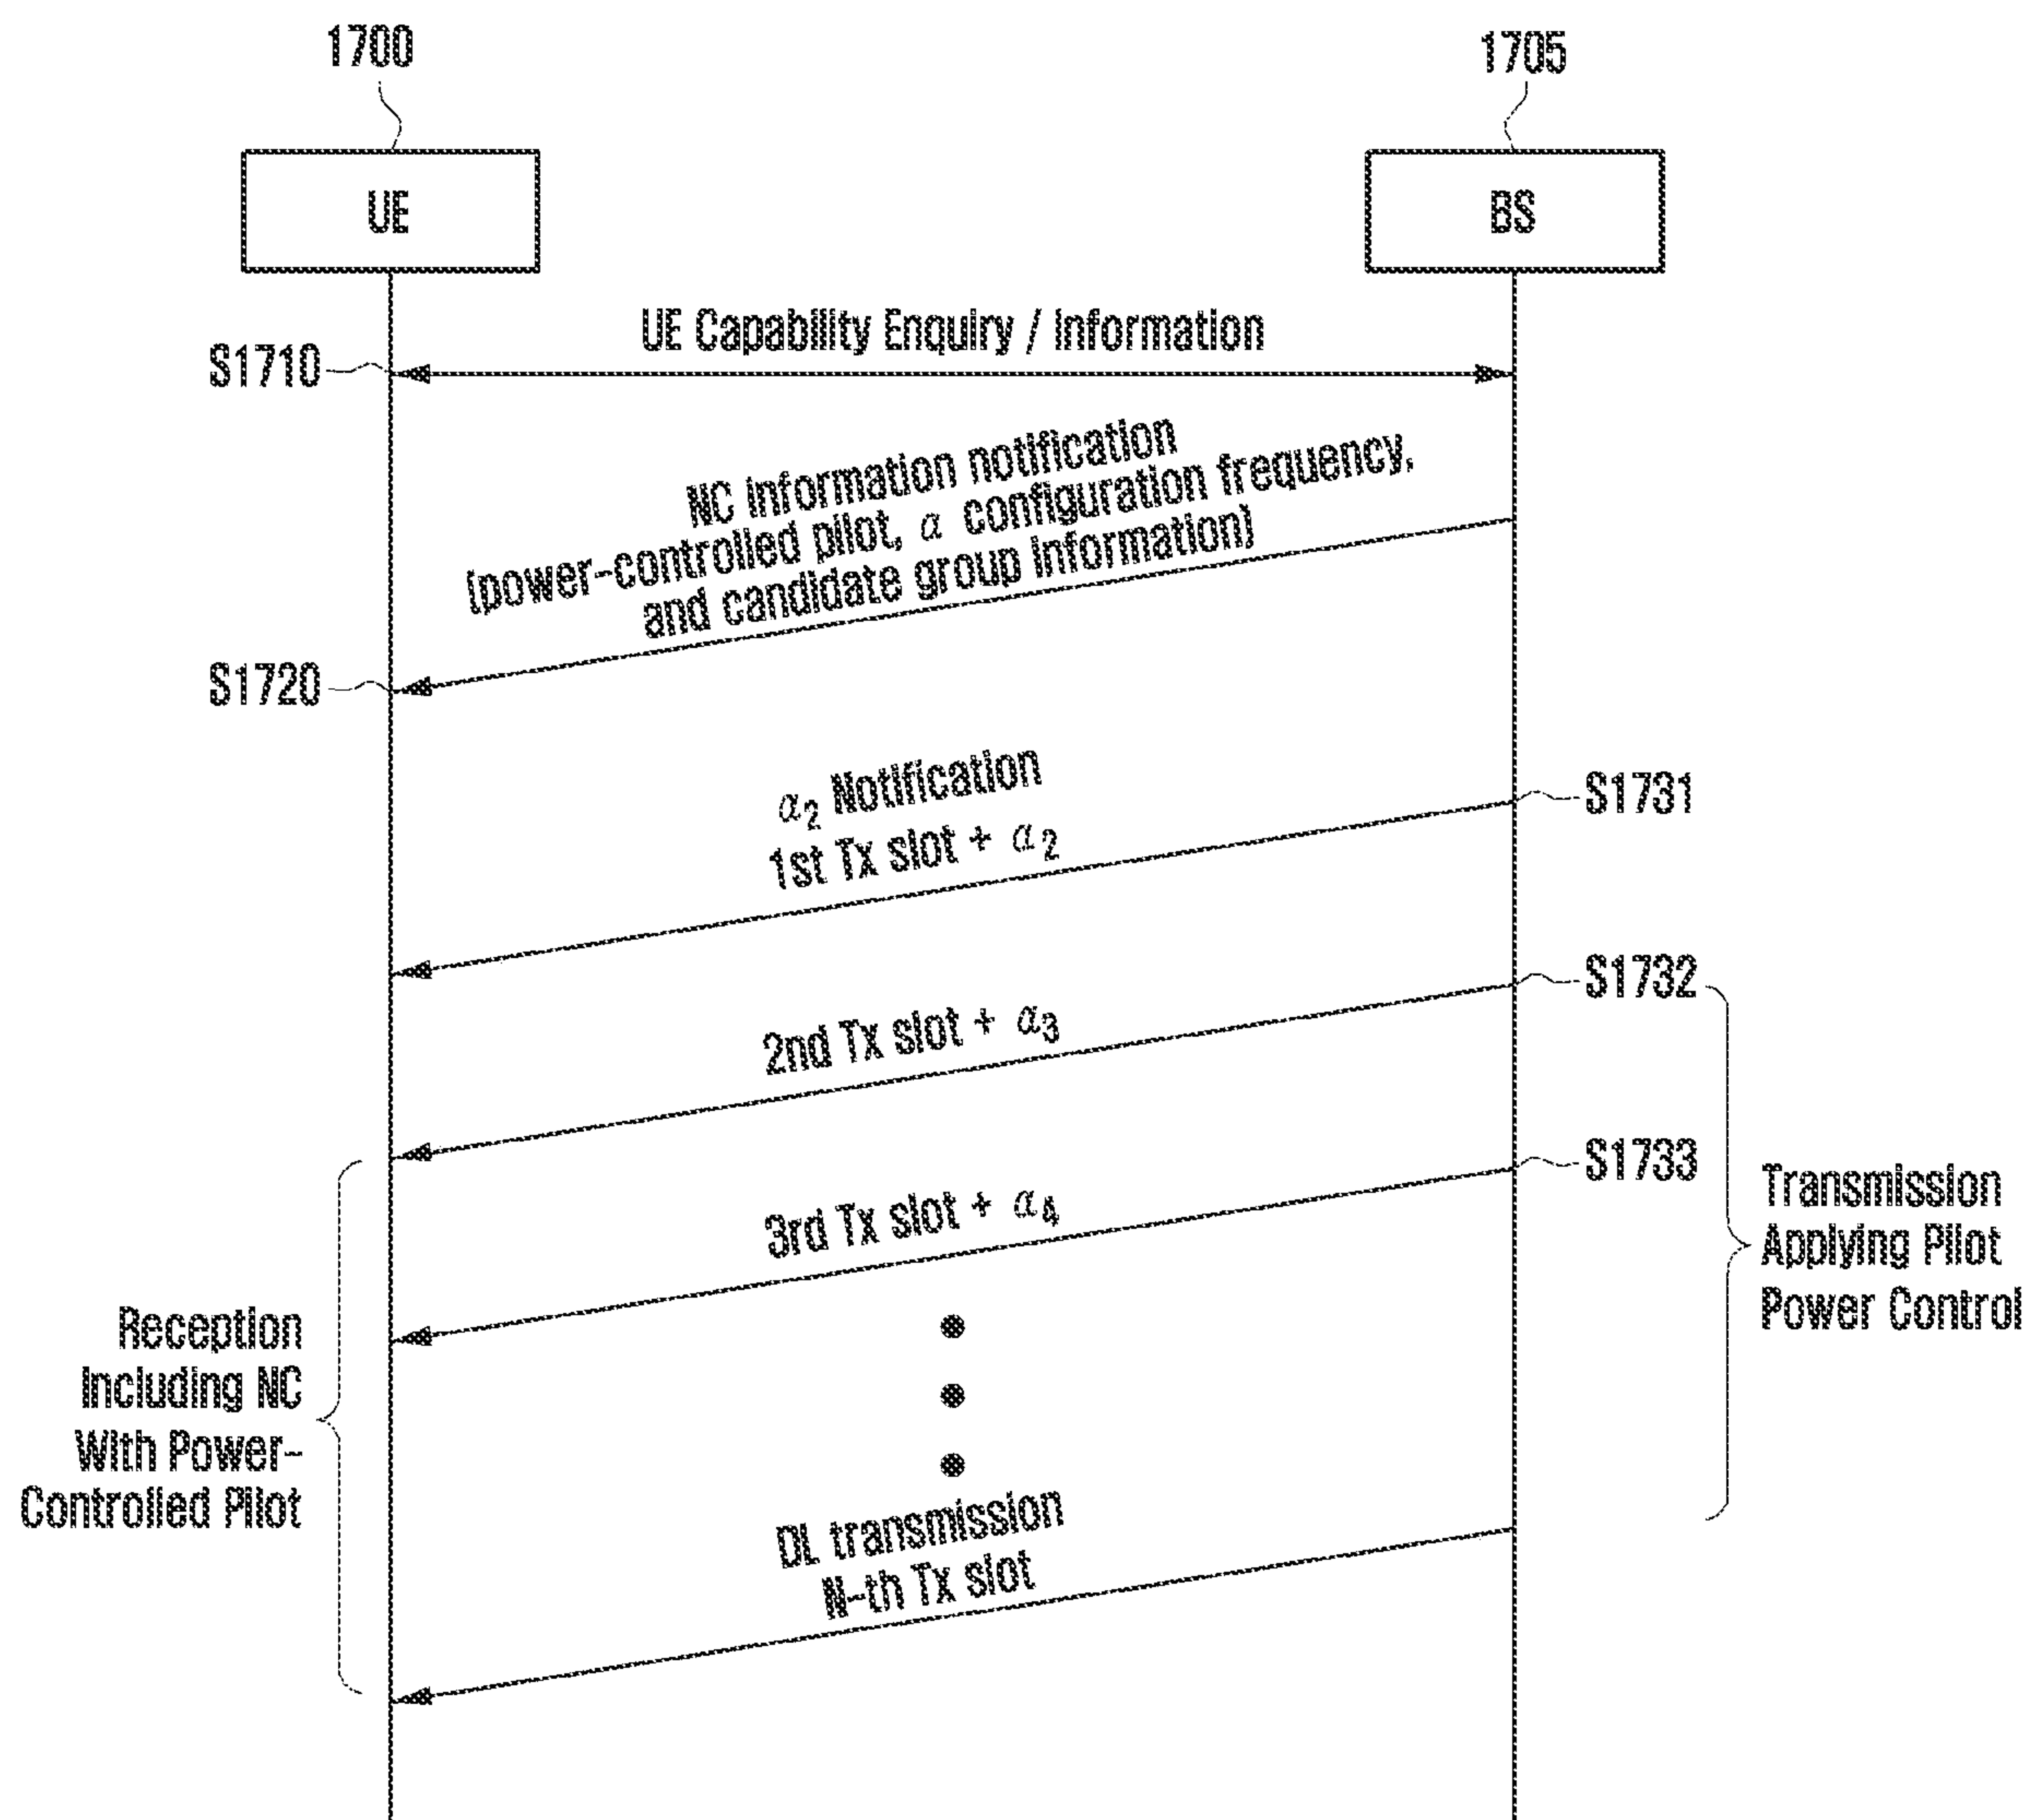 1700
1705
UE
BS
UE Capability Enquiry / Information
S1710
NC Information notification
(power-controlled pilot, α configuration frequency,
and candidate group information)
S1720
α2 Notification
1st Tx slot + α2
S1731
2nd Tx slot + α3
S1732
3rd Tx slot + α4
S1733
Transmission
Applying Pilot
Power Control
Reception
Including NC
With Power-
Controlled Pilot
DL transmission
N-th Tx slot